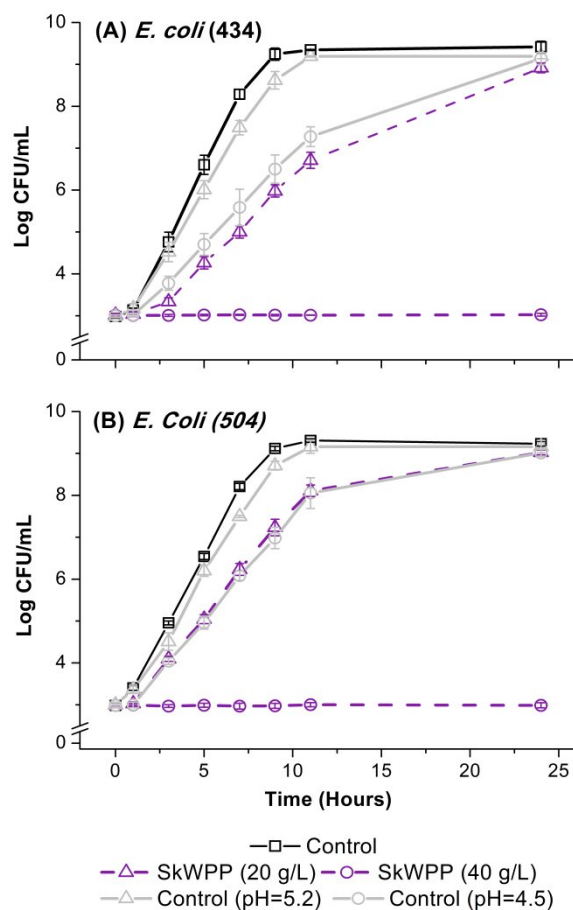 (A) E. coli (434)
Log CFU/mL
10
8
6
4
0
(B) E. Coli (504)
Log CFU/mL
10
8
6
4
0
0 5 10 15 20 25
Time (Hours)
Control
SkWPP (20 g/L) SkWPP (40 g/L)
Control (pH=5.2) Control (pH=4.5)